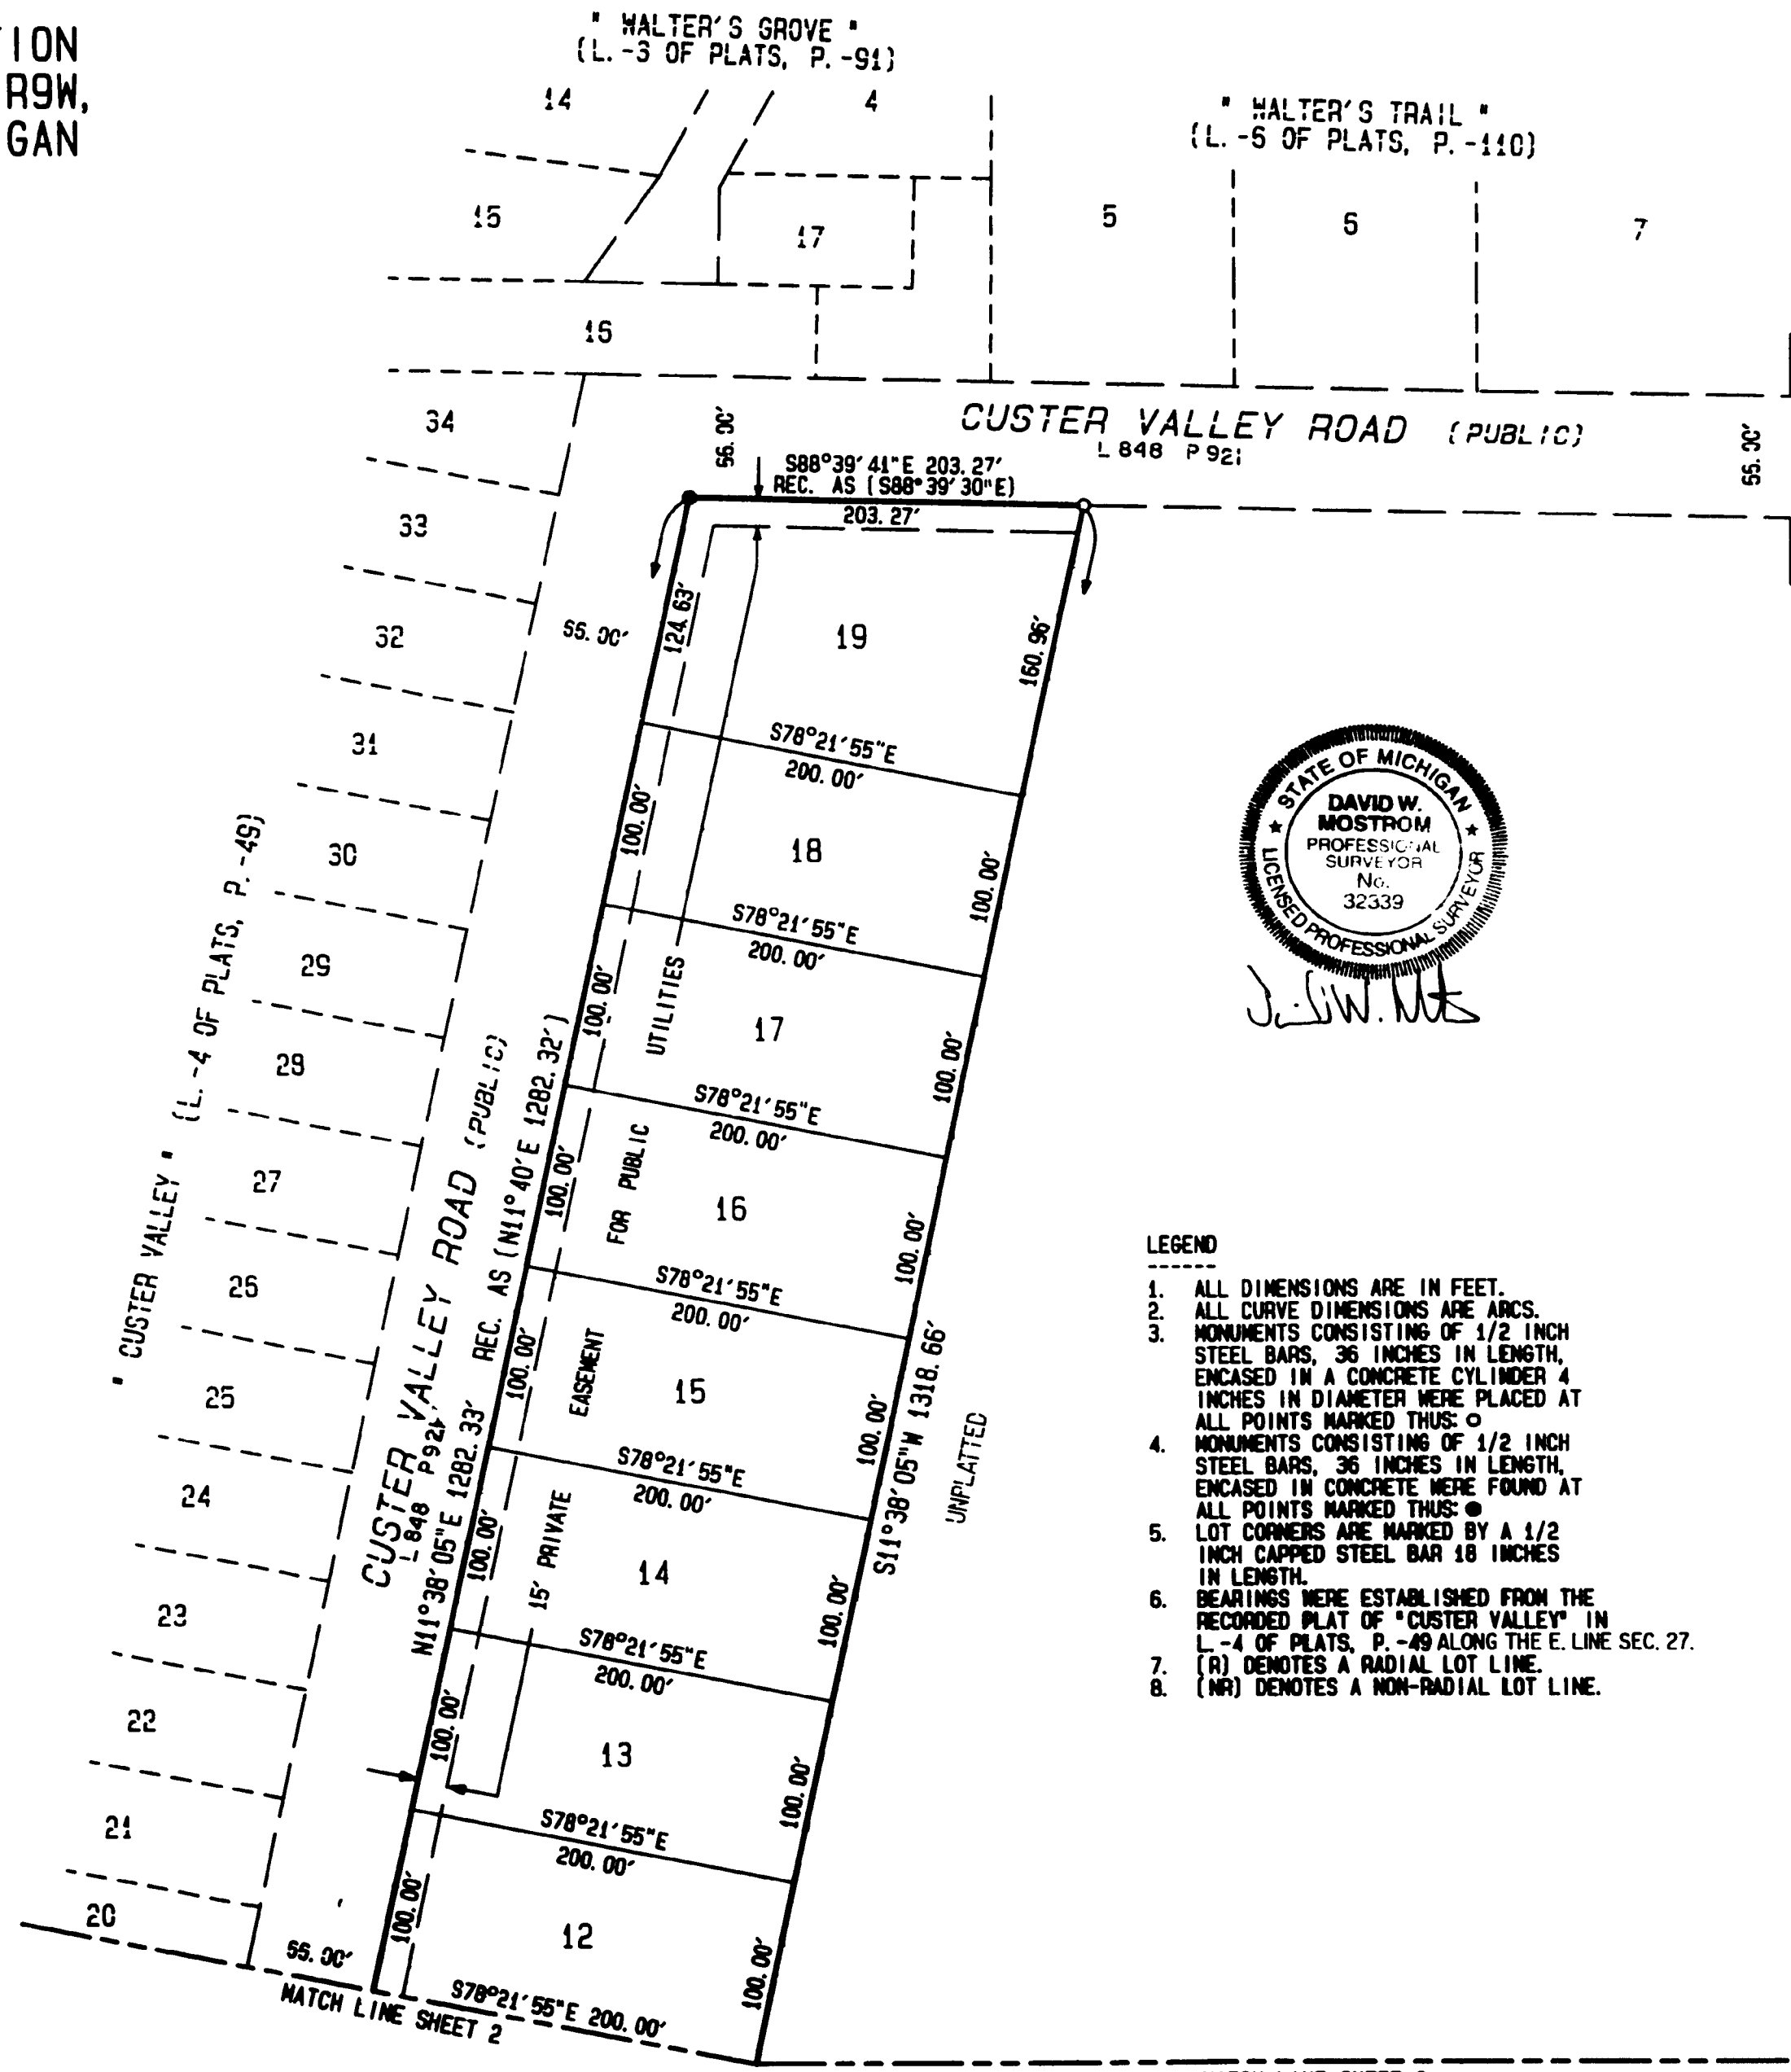 TION
R9W,
GAN
" WALTER'S GROVE "
(L.-3 OF PLATS, P.-91)
14
4
" WALTER'S TRAIL "
(L.-5 OF PLATS, P.-110)
15
17
5
6
7
16
34
CUSTER VALLEY ROAD (PUBLIC)
L 848 P 921
66.00'
66.00'
S88°39'41"E 203.27'
REC. AS (S88°39'30"E)
203.27'
33
32
66.00'
124.63'
19
160.96'
31
S78°21'55"E
200.00'
30
100.00'
18
100.00'
S78°21'55"E
200.00'
29
100.00'
17
100.00'
S78°21'55"E
200.00'
28
100.00'
16
100.00'
S78°21'55"E
200.00'
27
100.00'
15
100.00'
S78°21'55"E
200.00'
26
100.00'
14
100.00'
S78°21'55"E
200.00'
25
100.00'
13
100.00'
S78°21'55"E
200.00'
24
100.00'
12
100.00'
S78°21'55"E 200.00'
23
22
21
20
66.00'
MATCH LINE SHEET 2
" CUSTER VALLEY " (L.-4 OF PLATS, P.-49)
CUSTER VALLEY ROAD (PUBLIC)
L 848 P 921
N11°38'05"E 1282.33' REC. AS (N11°40'E 1282.32')
15' PRIVATE EASEMENT FOR PUBLIC UTILITIES
S11°38'05"W 1318.66'
UNPLATTED
STATE OF MICHIGAN
DAVID W.
MOSTROM
PROFESSIONAL
SURVEYOR
No.
32339
LICENSED PROFESSIONAL SURVEYOR
LEGEND
1. ALL DIMENSIONS ARE IN FEET.
2. ALL CURVE DIMENSIONS ARE ARCS.
3. MONUMENTS CONSISTING OF 1/2 INCH
STEEL BARS, 36 INCHES IN LENGTH,
ENCASED IN A CONCRETE CYLINDER 4
INCHES IN DIAMETER WERE PLACED AT
ALL POINTS MARKED THUS: O
4. MONUMENTS CONSISTING OF 1/2 INCH
STEEL BARS, 36 INCHES IN LENGTH,
ENCASED IN CONCRETE WERE FOUND AT
ALL POINTS MARKED THUS: ●
5. LOT CORNERS ARE MARKED BY A 1/2
INCH CAPPED STEEL BAR 18 INCHES
IN LENGTH.
6. BEARINGS WERE ESTABLISHED FROM THE
RECORDED PLAT OF "CUSTER VALLEY" IN
L.-4 OF PLATS, P.-49 ALONG THE E. LINE SEC. 27.
7. (R) DENOTES A RADIAL LOT LINE.
8. (NR) DENOTES A NON-RADIAL LOT LINE.